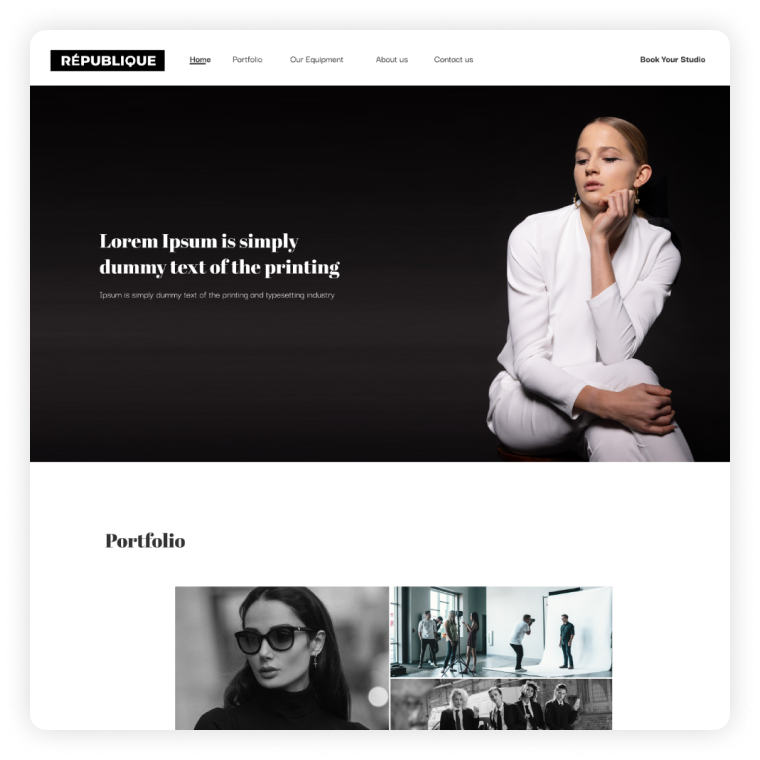 RÉPUBLIQUE
Home
Portfolio
Our Equipment
About us
Contact us
Book Your Studio
Lorem Ipsum is simply
dummy text of the printing
Ipsum is simply dummy text of the printing and typesetting industry
Portfolio